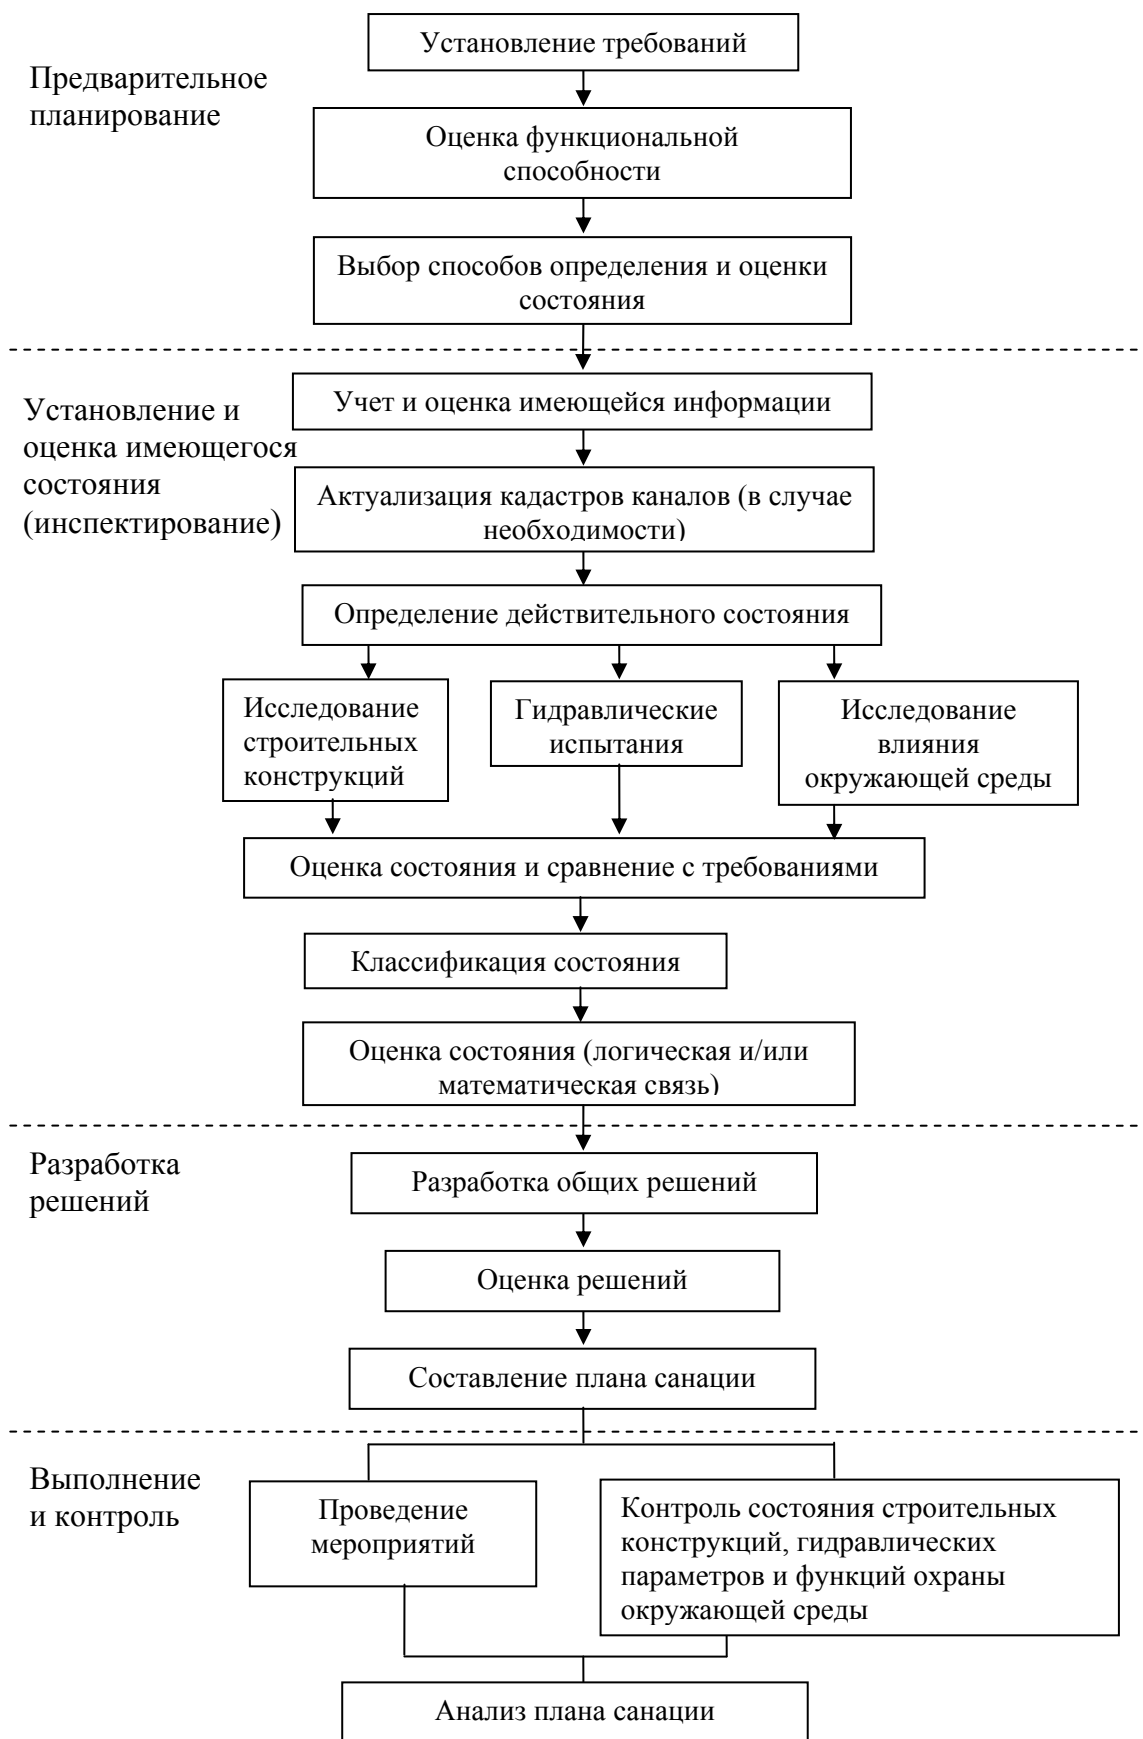 Установление требований
Предварительное
планирование
Оценка функциональной
способности
Выбор способов определения и оценки
состояния
Учет и оценка имеющейся информации
Установление и
оценка имеющегося
состояния
(инспектирование)
Актуализация кадастров каналов (в случае
необходимости)
Определение действительного состояния
Исследование
строительных
конструкций
Гидравлические
испытания
Исследование
влияния
окружающей среды
Оценка состояния и сравнение с требованиями
Классификация состояния
Оценка состояния (логическая и/или
математическая связь)
Разработка
решений
Разработка общих решений
Оценка решений
Составление плана санации
Выполнение
и контроль
Проведение
мероприятий
Контроль состояния строительных
конструкций, гидравлических
параметров и функций охраны
окружающей среды
Анализ плана санации